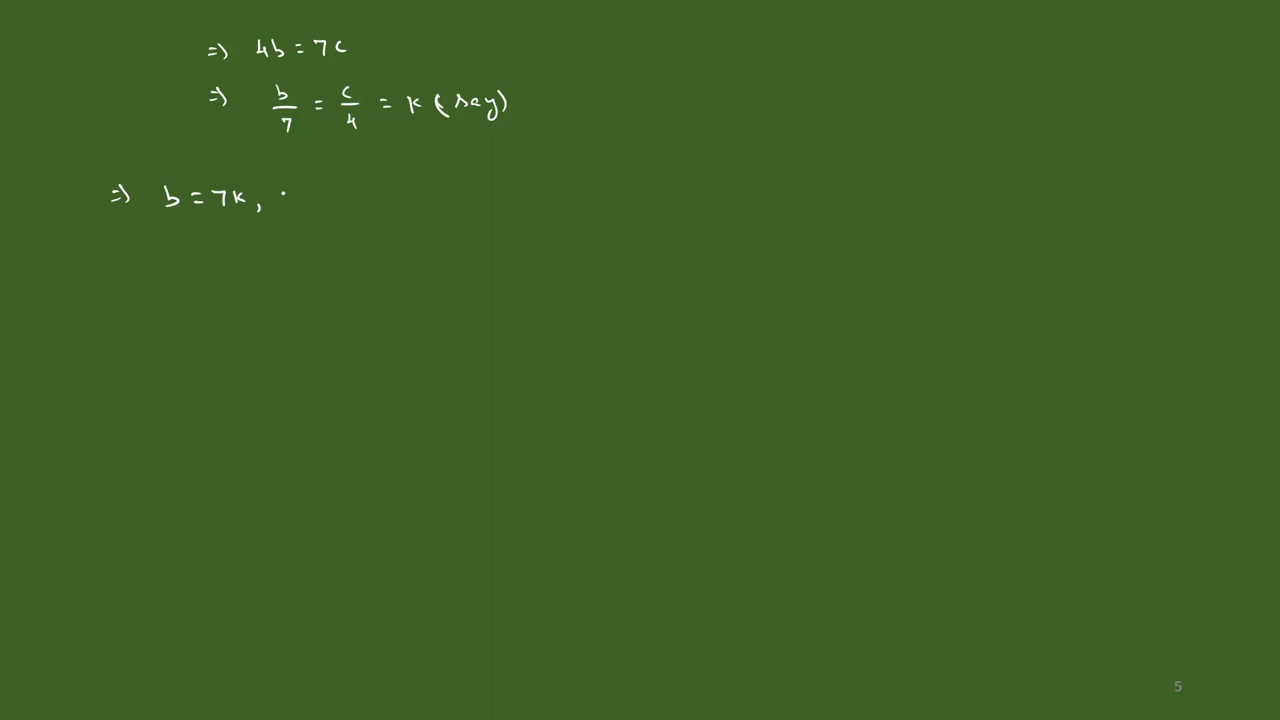 =) 4b = 7c
=) b/7 = c/4 = k (say)
=) b = 7k,
5